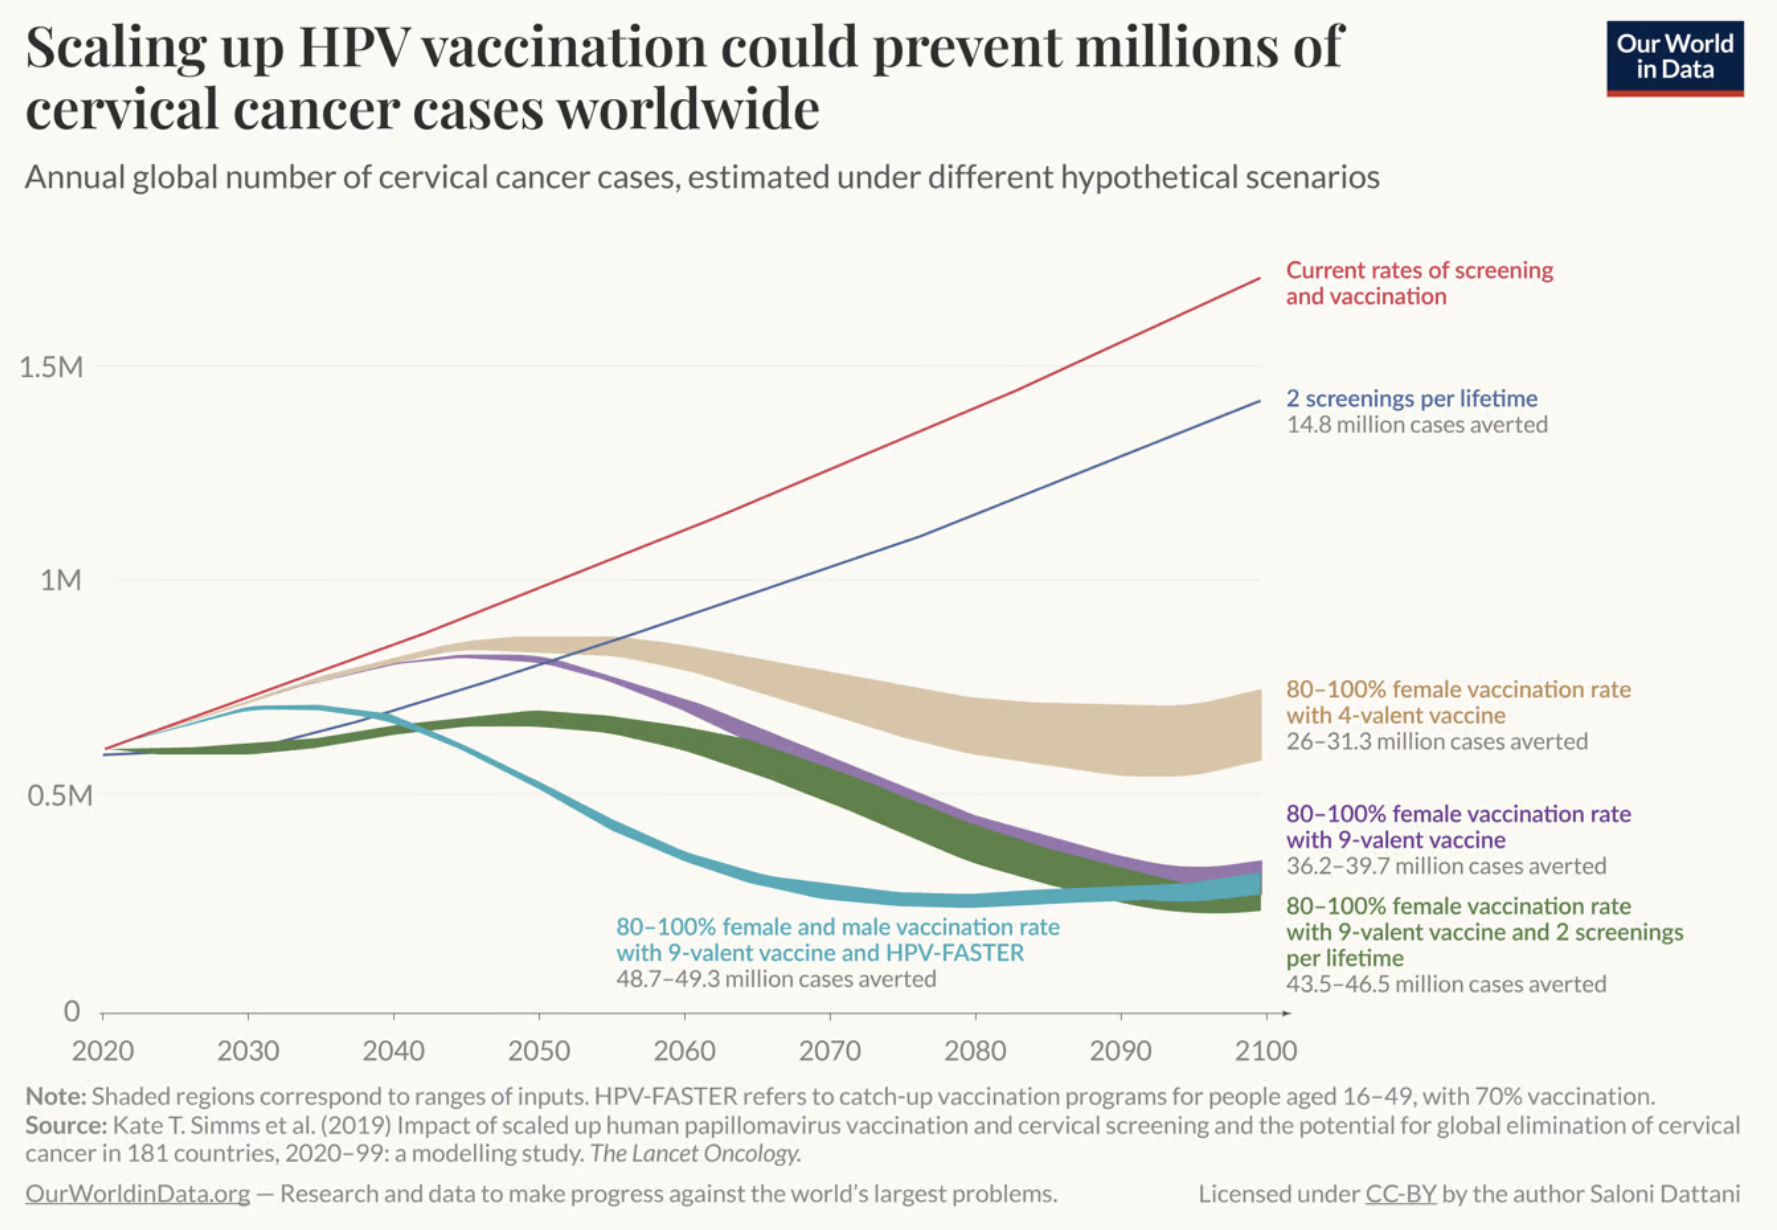 Scaling up HPV vaccination could prevent millions of
cervical cancer cases worldwide
Our World
in Data
Annual global number of cervical cancer cases, estimated under different hypothetical scenarios
Current rates of screening
and vaccination
1.5M
2 screenings per lifetime
14.8 million cases averted
1M
80–100% female vaccination rate
with 4-valent vaccine
26–31.3 million cases averted
0.5M
80–100% female vaccination rate
with 9-valent vaccine
36.2–39.7 million cases averted
80–100% female vaccination rate
with 9-valent vaccine and 2 screenings
per lifetime
43.5–46.5 million cases averted
80–100% female and male vaccination rate
with 9-valent vaccine and HPV-FASTER
48.7–49.3 million cases averted
0
2020 2030 2040 2050 2060 2070 2080 2090 2100
Note: Shaded regions correspond to ranges of inputs. HPV-FASTER refers to catch-up vaccination programs for people aged 16–49, with 70% vaccination.
Source: Kate T. Simms et al. (2019) Impact of scaled up human papillomavirus vaccination and cervical screening and the potential for global elimination of cervical
cancer in 181 countries, 2020–99: a modelling study. The Lancet Oncology.
OurWorldinData.org — Research and data to make progress against the world's largest problems.
Licensed under CC-BY by the author Saloni Dattani